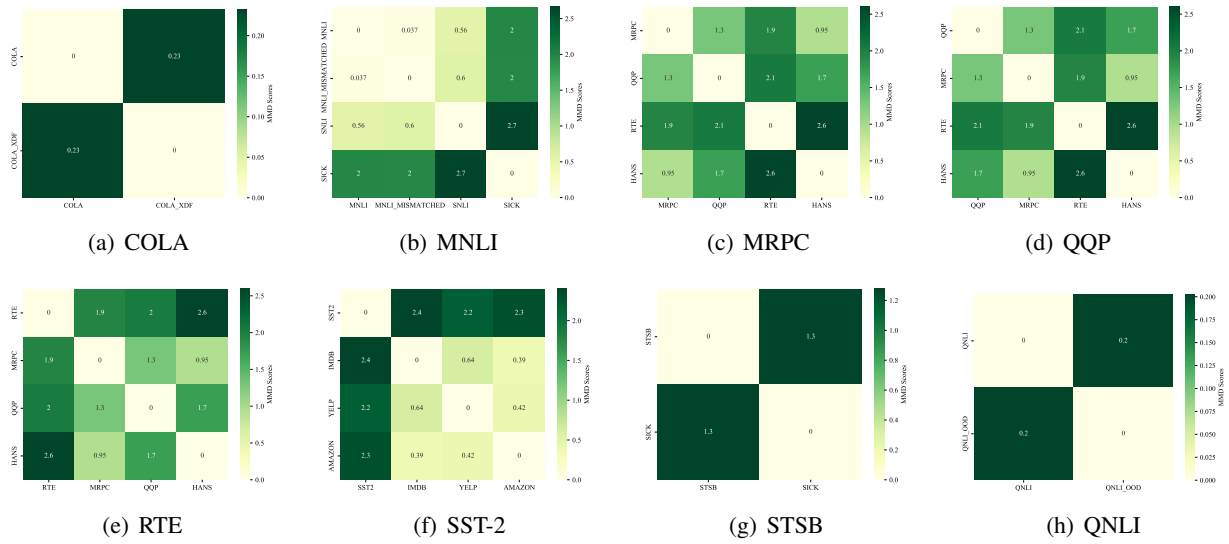 COLA
0
0.23
COLA_XDF
0.23
0
COLA COLA_XDF
0.20
0.15
0.10
0.05
0.00
MMD Scores
(a) COLA
MNLI
0 0.037 0.56 2
MNLI_MISMATCHED
0.037 0 0.6 2
SNLI
0.56 0.6 0 2.7
SICK
2 2 2.7 0
MNLI MNLI_MISMATCHED SNLI SICK
2.5
2.0
1.5
1.0
0.5
0.0
MMD Scores
(b) MNLI
MRPC
0 1.3 1.9 0.95
QQP
1.3 0 2.1 1.7
RTE
1.9 2.1 0 2.6
HANS
0.95 1.7 2.6 0
MRPC QQP RTE HANS
2.5
2.0
1.5
1.0
0.5
0.0
MMD Scores
(c) MRPC
QQP
0 1.3 2.1 1.7
MRPC
1.3 0 1.9 0.95
RTE
2.1 1.9 0 2.6
HANS
1.7 0.95 2.6 0
QQP MRPC RTE HANS
2.5
2.0
1.5
1.0
0.5
0.0
MMD Scores
(d) QQP
RTE
0 1.9 2 2.6
MRPC
1.9 0 1.3 0.95
QQP
2 1.3 0 1.7
HANS
2.6 0.95 1.7 0
RTE MRPC QQP HANS
2.5
2.0
1.5
1.0
0.5
0.0
MMD Scores
(e) RTE
SST2
0 2.4 2.2 2.3
IMDB
2.4 0 0.64 0.39
YELP
2.2 0.64 0 0.42
AMAZON
2.3 0.39 0.42 0
SST2 IMDB YELP AMAZON
2.0
1.5
1.0
0.5
0.0
MMD Scores
(f) SST-2
STSB
0 1.3
SICK
1.3 0
STSB SICK
1.2
1.0
0.8
0.6
0.4
0.2
0.0
MMD Scores
(g) STSB
QNLI
0 0.2
QNLI_OOD
0.2 0
QNLI QNLI_OOD
0.200
0.175
0.150
0.125
0.100
0.075
0.050
0.025
0.000
MMD Scores
(h) QNLI